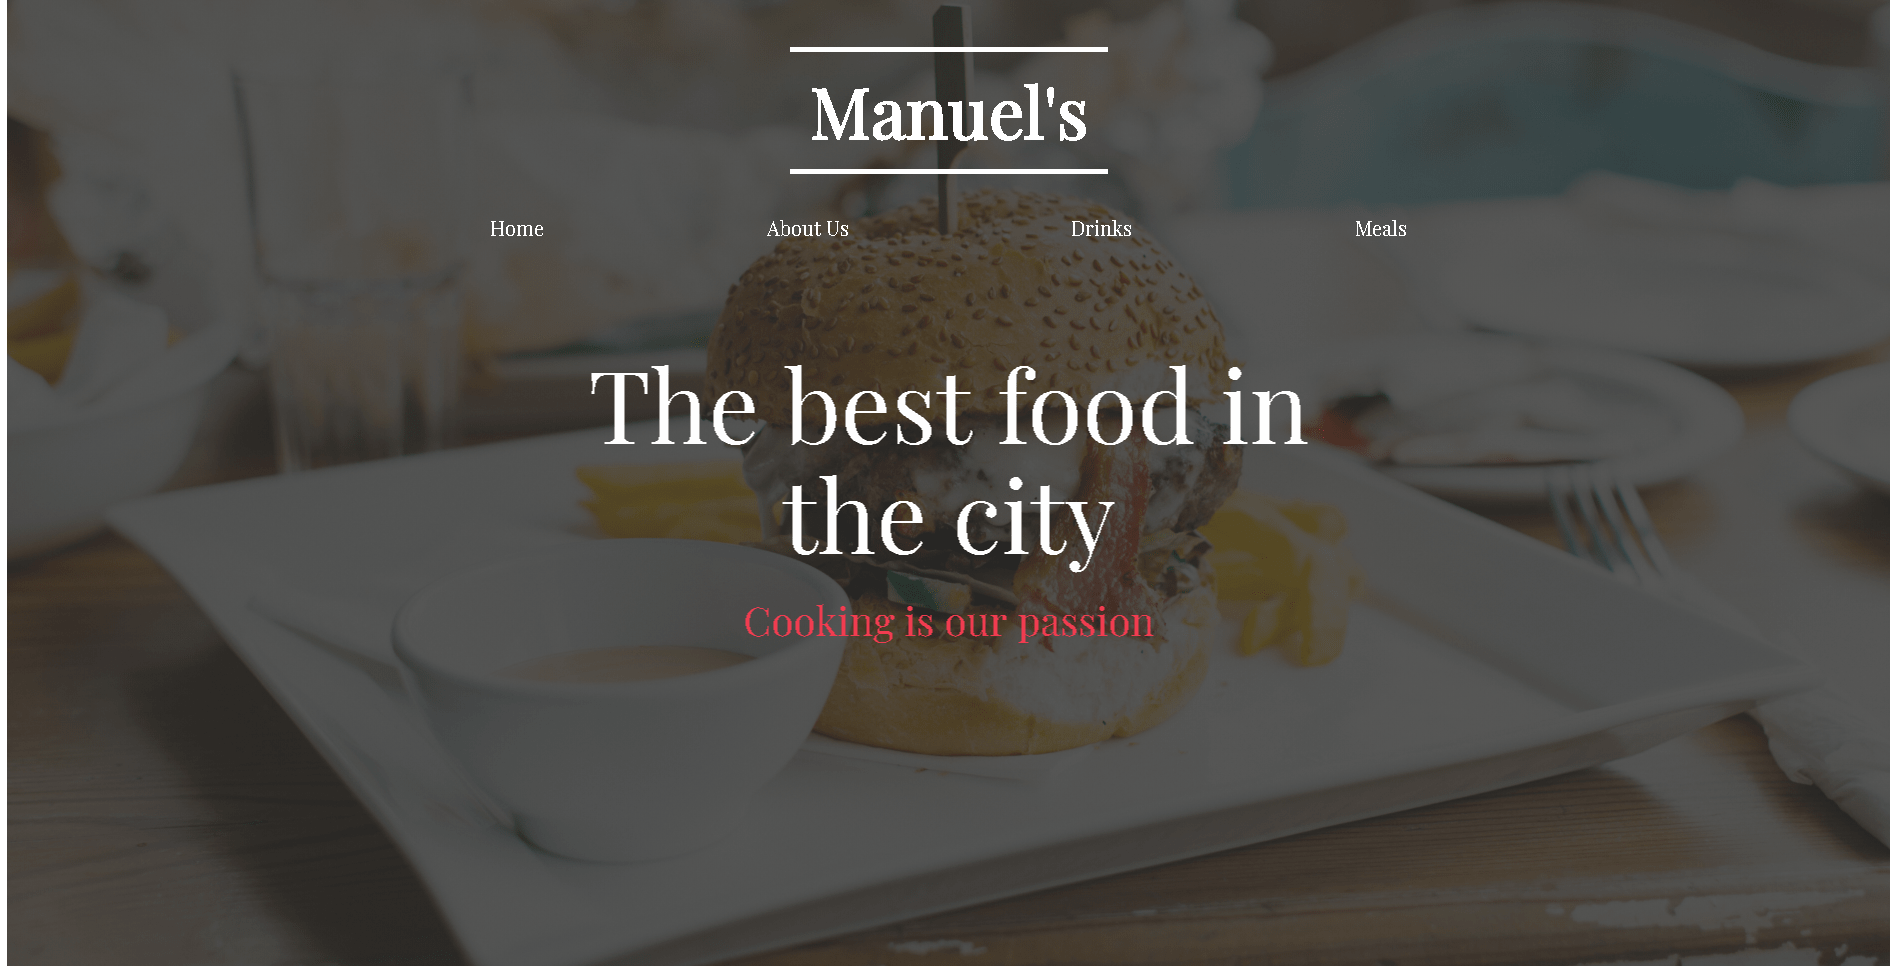 Manuel's
Home About Us Drinks Meals
The best food in
the city
Cooking is our passion